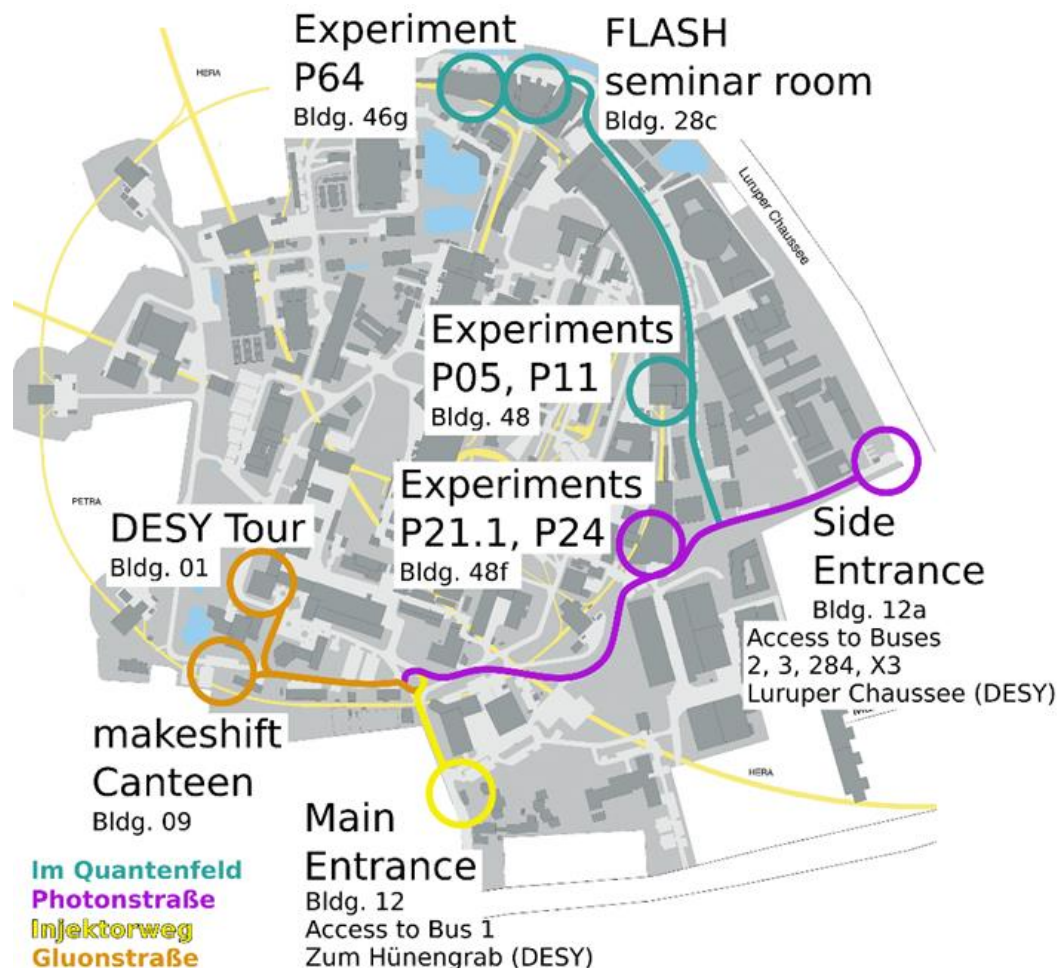 Experiment
P64
Bldg. 46g
FLASH
seminar room
Bldg. 28c
HERA
Luruper Chaussee
Experiments
P05, P11
Bldg. 48
Experiments
P21.1, P24
Bldg. 48f
PETRA
DESY Tour
Bldg. 01
Side
Entrance
Bldg. 12a
Access to Buses
2, 3, 284, X3
Luruper Chaussee (DESY)
makeshift
Canteen
Bldg. 09
HERA
Main
Entrance
Bldg. 12
Access to Bus 1
Zum Hünengrab (DESY)
Im Quantenfeld
Photonstraße
Injektorweg
Gluonstraße